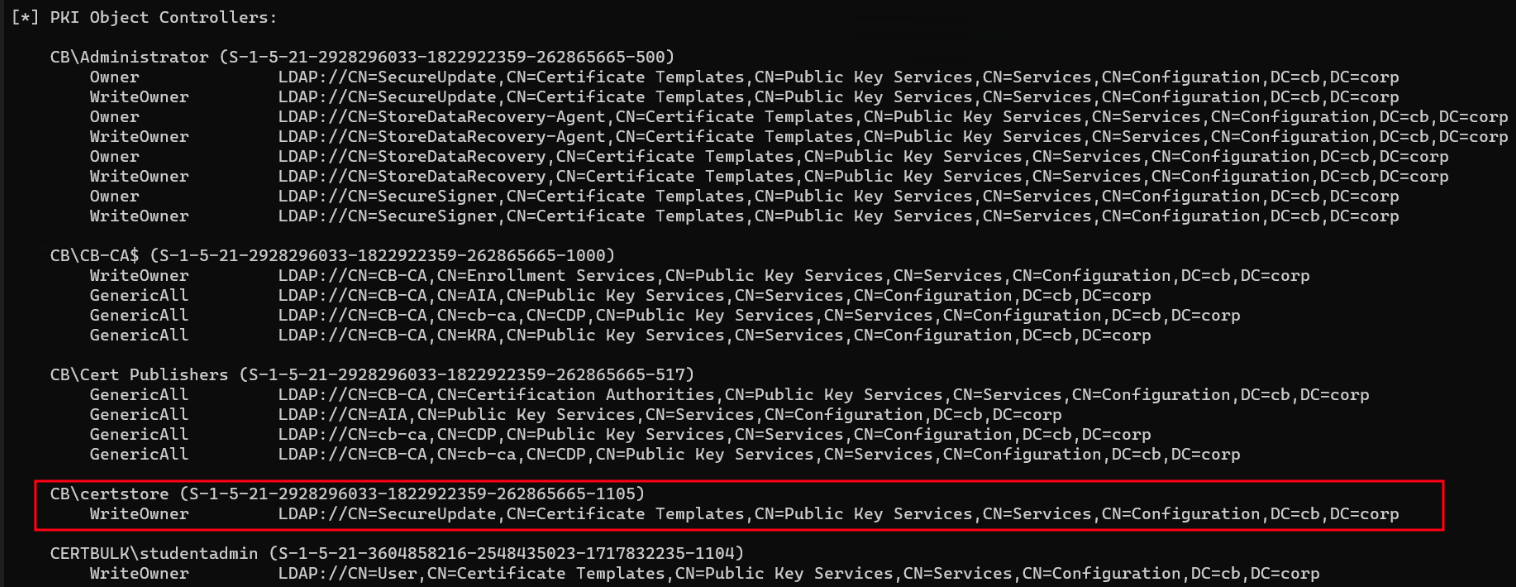 [*] PKI Object Controllers:
CB\Administrator (S-1-5-21-2928296033-1822922359-262865665-500)
Owner LDAP://CN=SecureUpdate,CN=Certificate Templates,CN=Public Key Services,CN=Services,CN=Configuration,DC=cb,DC=corp
WriteOwner LDAP://CN=SecureUpdate,CN=Certificate Templates,CN=Public Key Services,CN=Services,CN=Configuration,DC=cb,DC=corp
Owner LDAP://CN=StoreDataRecovery-Agent,CN=Certificate Templates,CN=Public Key Services,CN=Services,CN=Configuration,DC=cb,DC=corp
WriteOwner LDAP://CN=StoreDataRecovery-Agent,CN=Certificate Templates,CN=Public Key Services,CN=Services,CN=Configuration,DC=cb,DC=corp
Owner LDAP://CN=StoreDataRecovery,CN=Certificate Templates,CN=Public Key Services,CN=Services,CN=Configuration,DC=cb,DC=corp
WriteOwner LDAP://CN=StoreDataRecovery,CN=Certificate Templates,CN=Public Key Services,CN=Services,CN=Configuration,DC=cb,DC=corp
Owner LDAP://CN=SecureSigner,CN=Certificate Templates,CN=Public Key Services,CN=Services,CN=Configuration,DC=cb,DC=corp
WriteOwner LDAP://CN=SecureSigner,CN=Certificate Templates,CN=Public Key Services,CN=Services,CN=Configuration,DC=cb,DC=corp
CB\CB-CA$ (S-1-5-21-2928296033-1822922359-262865665-1000)
WriteOwner LDAP://CN=CB-CA,CN=Enrollment Services,CN=Public Key Services,CN=Services,CN=Configuration,DC=cb,DC=corp
GenericAll LDAP://CN=CB-CA,CN=AIA,CN=Public Key Services,CN=Services,CN=Configuration,DC=cb,DC=corp
GenericAll LDAP://CN=CB-CA,CN=cb-ca,CN=CDP,CN=Public Key Services,CN=Services,CN=Configuration,DC=cb,DC=corp
GenericAll LDAP://CN=CB-CA,CN=KRA,CN=Public Key Services,CN=Services,CN=Configuration,DC=cb,DC=corp
CB\Cert Publishers (S-1-5-21-2928296033-1822922359-262865665-517)
GenericAll LDAP://CN=CB-CA,CN=Certification Authorities,CN=Public Key Services,CN=Services,CN=Configuration,DC=cb,DC=corp
GenericAll LDAP://CN=AIA,CN=Public Key Services,CN=Services,CN=Configuration,DC=cb,DC=corp
GenericAll LDAP://CN=cb-ca,CN=CDP,CN=Public Key Services,CN=Services,CN=Configuration,DC=cb,DC=corp
GenericAll LDAP://CN=CB-CA,CN=cb-ca,CN=CDP,CN=Public Key Services,CN=Services,CN=Configuration,DC=cb,DC=corp
CB\certstore (S-1-5-21-2928296033-1822922359-262865665-1105)
WriteOwner LDAP://CN=SecureUpdate,CN=Certificate Templates,CN=Public Key Services,CN=Services,CN=Configuration,DC=cb,DC=corp
CERTBULK\studentadmin (S-1-5-21-3604858216-2548435023-1717832235-1104)
WriteOwner LDAP://CN=User,CN=Certificate Templates,CN=Public Key Services,CN=Services,CN=Configuration,DC=cb,DC=corp